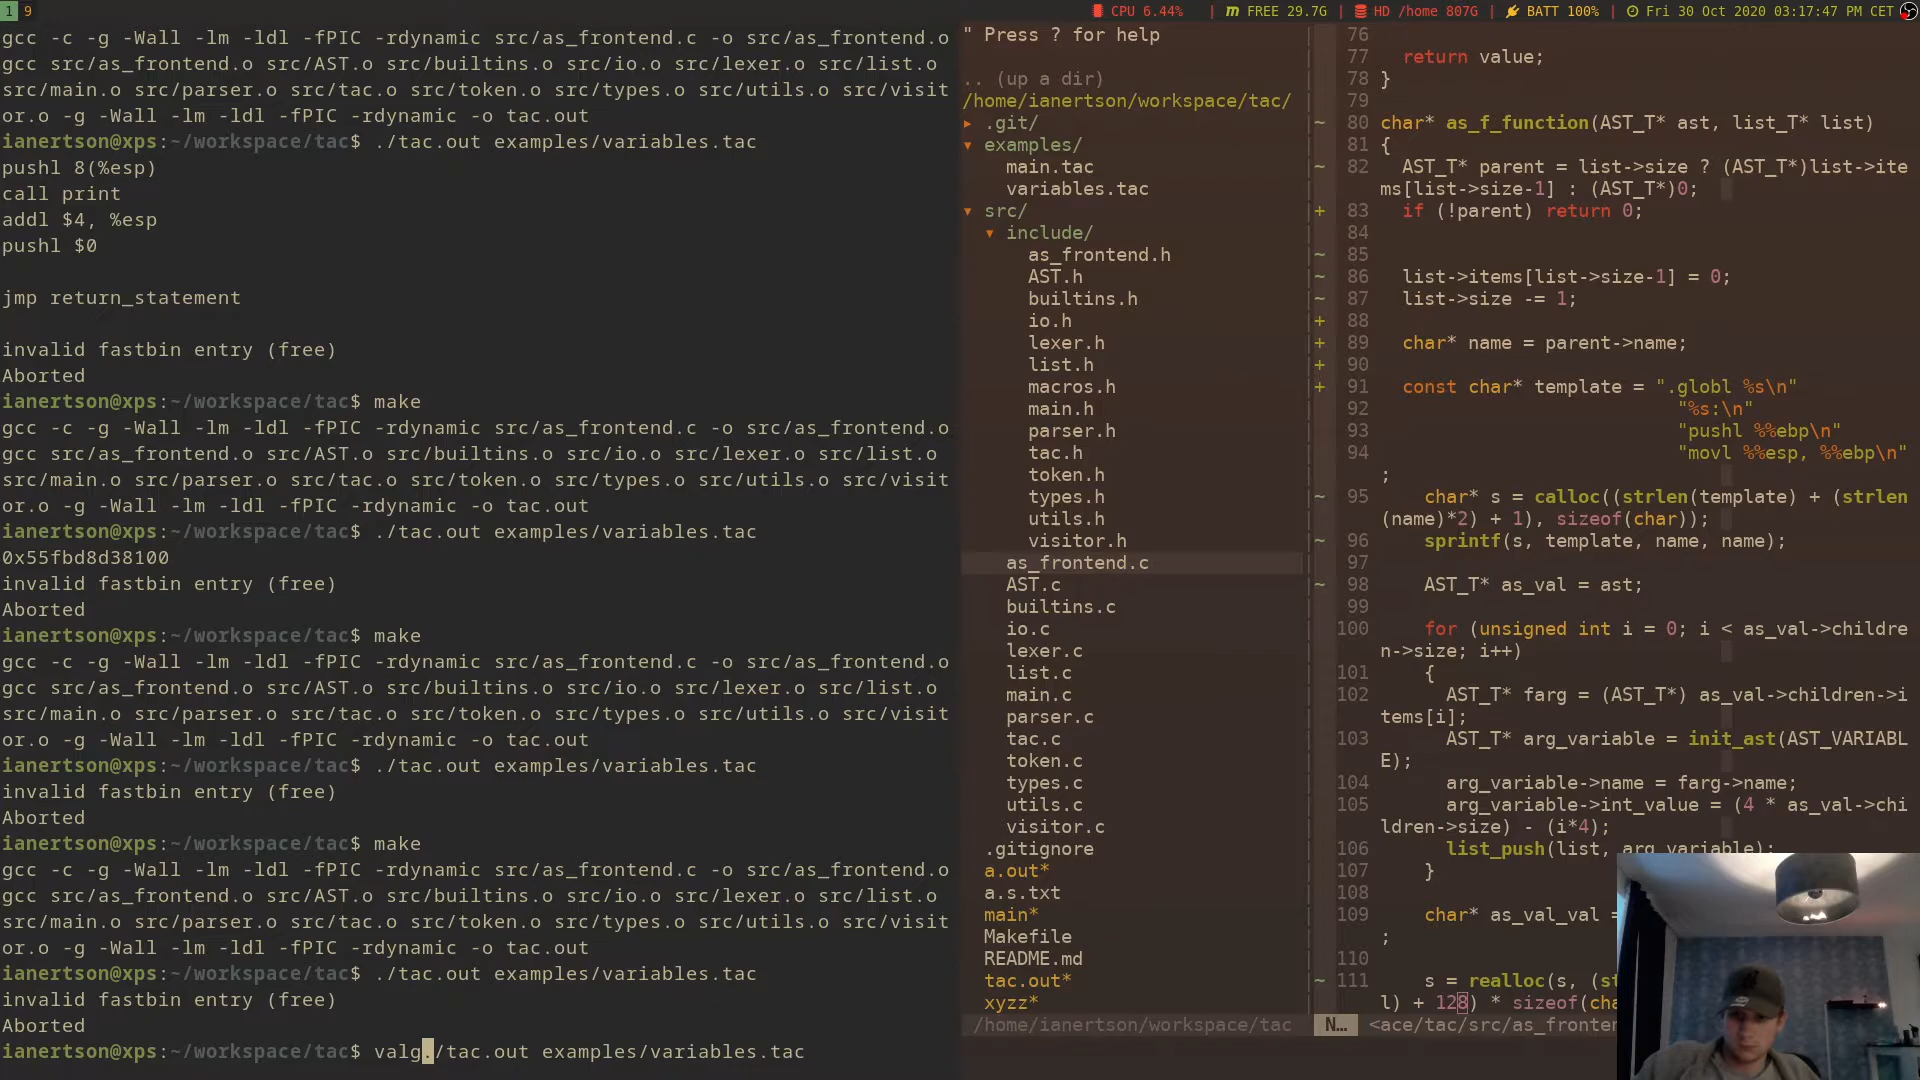 1 9
CPU 6.44% | m FREE 29.7G | HD /home 807G | BATT 100% | Fri 30 Oct 2020 03:17:47 PM CET
gcc -c -g -Wall -lm -ldl -fPIC -rdynamic src/as_frontend.c -o src/as_frontend.o
gcc src/as_frontend.o src/AST.o src/builtins.o src/io.o src/lexer.o src/list.o
src/main.o src/parser.o src/tac.o src/token.o src/types.o src/utils.o src/visit
or.o -g -Wall -lm -ldl -fPIC -rdynamic -o tac.out
ianertson@xps:~/workspace/tac$ ./tac.out examples/variables.tac
pushl 8(%esp)
call print
addl $4, %esp
pushl $0
jmp return_statement
invalid fastbin entry (free)
Aborted
ianertson@xps:~/workspace/tac$ make
gcc -c -g -Wall -lm -ldl -fPIC -rdynamic src/as_frontend.c -o src/as_frontend.o
gcc src/as_frontend.o src/AST.o src/builtins.o src/io.o src/lexer.o src/list.o
src/main.o src/parser.o src/tac.o src/token.o src/types.o src/utils.o src/visit
or.o -g -Wall -lm -ldl -fPIC -rdynamic -o tac.out
ianertson@xps:~/workspace/tac$ ./tac.out examples/variables.tac
0x55fbd8d38100
invalid fastbin entry (free)
Aborted
ianertson@xps:~/workspace/tac$ make
gcc -c -g -Wall -lm -ldl -fPIC -rdynamic src/as_frontend.c -o src/as_frontend.o
gcc src/as_frontend.o src/AST.o src/builtins.o src/io.o src/lexer.o src/list.o
src/main.o src/parser.o src/tac.o src/token.o src/types.o src/utils.o src/visit
or.o -g -Wall -lm -ldl -fPIC -rdynamic -o tac.out
ianertson@xps:~/workspace/tac$ ./tac.out examples/variables.tac
invalid fastbin entry (free)
Aborted
ianertson@xps:~/workspace/tac$ make
gcc -c -g -Wall -lm -ldl -fPIC -rdynamic src/as_frontend.c -o src/as_frontend.o
gcc src/as_frontend.o src/AST.o src/builtins.o src/io.o src/lexer.o src/list.o
src/main.o src/parser.o src/tac.o src/token.o src/types.o src/utils.o src/visit
or.o -g -Wall -lm -ldl -fPIC -rdynamic -o tac.out
ianertson@xps:~/workspace/tac$ ./tac.out examples/variables.tac
invalid fastbin entry (free)
Aborted
ianertson@xps:~/workspace/tac$ valg./tac.out examples/variables.tac
" Press ? for help
.. (up a dir)
/home/ianertson/workspace/tac/
▸ .git/
▾ examples/
main.tac
variables.tac
▾ src/
▾ include/
as_frontend.h
AST.h
builtins.h
io.h
lexer.h
list.h
macros.h
main.h
parser.h
tac.h
token.h
types.h
utils.h
visitor.h
as_frontend.c
AST.c
builtins.c
io.c
lexer.c
list.c
main.c
parser.c
tac.c
token.c
types.c
utils.c
visitor.c
.gitignore
a.out*
a.s.txt
main*
Makefile
README.md
tac.out*
xyzz*
/home/ianertson/workspace/tac
76
77 return value;
78 }
79
~ 80 char* as_f_function(AST_T* ast, list_T* list)
81 {
~ 82 AST_T* parent = list->size ? (AST_T*)list->ite
ms[list->size-1] : (AST_T*)0;
+ 83 if (!parent) return 0;
84
~ 85
~ 86 list->items[list->size-1] = 0;
~ 87 list->size -= 1;
+ 88
+ 89 char* name = parent->name;
+ 90
+ 91 const char* template = ".globl %s\n"
92 "%s:\n"
93 "pushl %%ebp\n"
94 "movl %%esp, %%ebp\n"
;
~ 95 char* s = calloc((strlen(template) + (strlen
(name)*2) + 1), sizeof(char));
~ 96 sprintf(s, template, name, name);
97
~ 98 AST_T* as_val = ast;
99
100 for (unsigned int i = 0; i < as_val->childre
n->size; i++)
101 {
102 AST_T* farg = (AST_T*) as_val->children->i
tems[i];
103 AST_T* arg_variable = init_ast(AST_VARIABL
E);
104 arg_variable->name = farg->name;
105 arg_variable->int_value = (4 * as_val->chi
ldren->size) - (i*4);
106 list_push(list, arg_variable);
107 }
108
109 char* as_val_val =
;
110
~ 111 s = realloc(s, (st
l) + 128) * sizeof(cha
N... <ace/tac/src/as_fronten